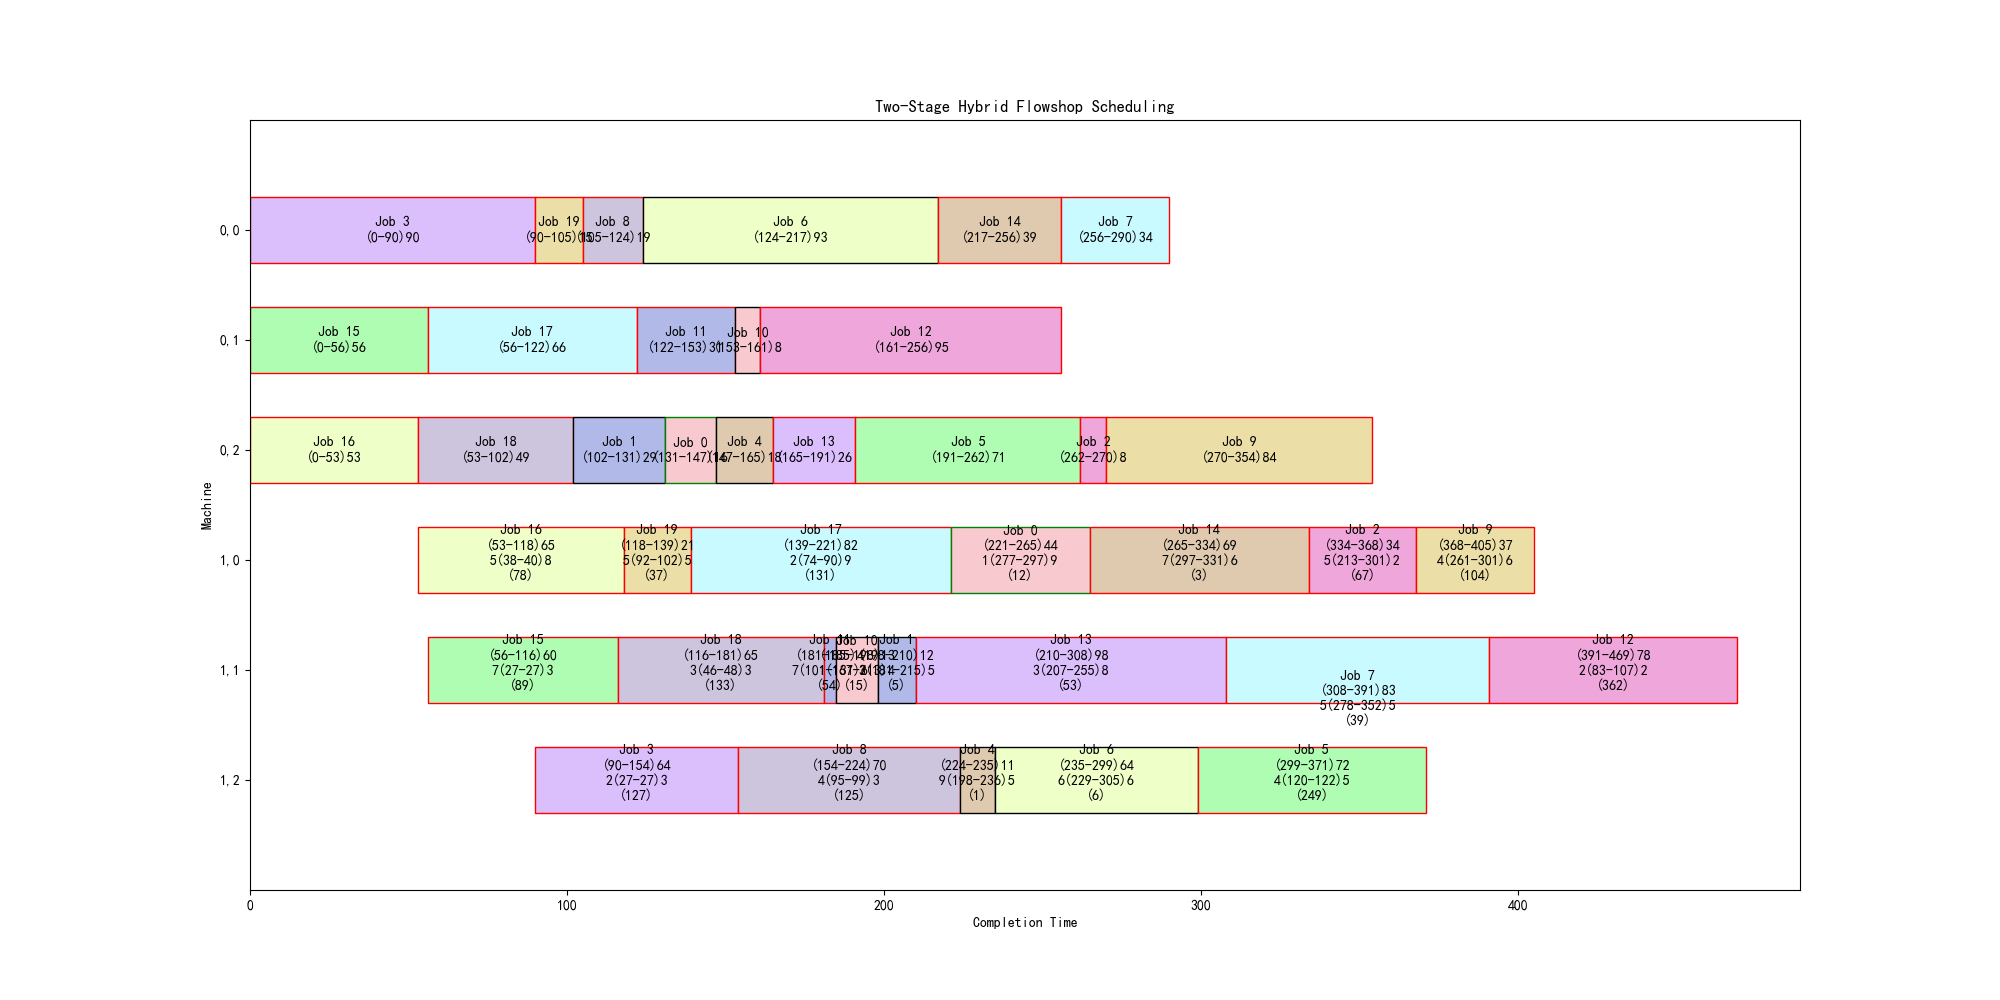 Two-Stage Hybrid Flowshop Scheduling
0,0
Job 3
(0-90)90
Job 19
(90-105)15
Job 8
(105-124)19
Job 6
(124-217)93
Job 14
(217-256)39
Job 7
(256-290)34
0,1
Job 15
(0-56)56
Job 17
(56-122)66
Job 11
(122-153)31
Job 10
(153-161)8
Job 12
(161-256)95
0,2
Job 16
(0-53)53
Job 18
(53-102)49
Job 1
(102-131)29
Job 0
(131-147)16
Job 4
(147-165)18
Job 13
(165-191)26
Job 5
(191-262)71
Job 2
(262-270)8
Job 9
(270-354)84
Machine
1,0
Job 16
(53-118)65
5(38-40)8
(78)
Job 19
(118-139)21
5(92-102)5
(37)
Job 17
(139-221)82
2(74-90)9
(131)
Job 0
(221-265)44
1(277-297)9
(12)
Job 14
(265-334)69
7(297-331)6
(3)
Job 2
(334-368)34
5(213-301)2
(67)
Job 9
(368-405)37
4(261-301)6
(104)
1,1
Job 15
(56-116)60
7(27-27)3
(89)
Job 18
(116-181)65
3(46-48)3
(133)
Job 11
(54)
Job 10
(15)
Job 1
(5)
Job 13
(210-308)98
3(207-255)8
(53)
Job 7
(308-391)83
5(278-352)5
(39)
Job 12
(391-469)78
2(83-107)2
(362)
1,2
Job 3
(90-154)64
2(27-27)3
(127)
Job 8
(154-224)70
4(95-99)3
(125)
Job 4
(224-235)11
9(198-236)5
(1)
Job 6
(235-299)64
6(229-305)6
(6)
Job 5
(299-371)72
4(120-122)5
(249)
0
100
200
300
400
Completion Time